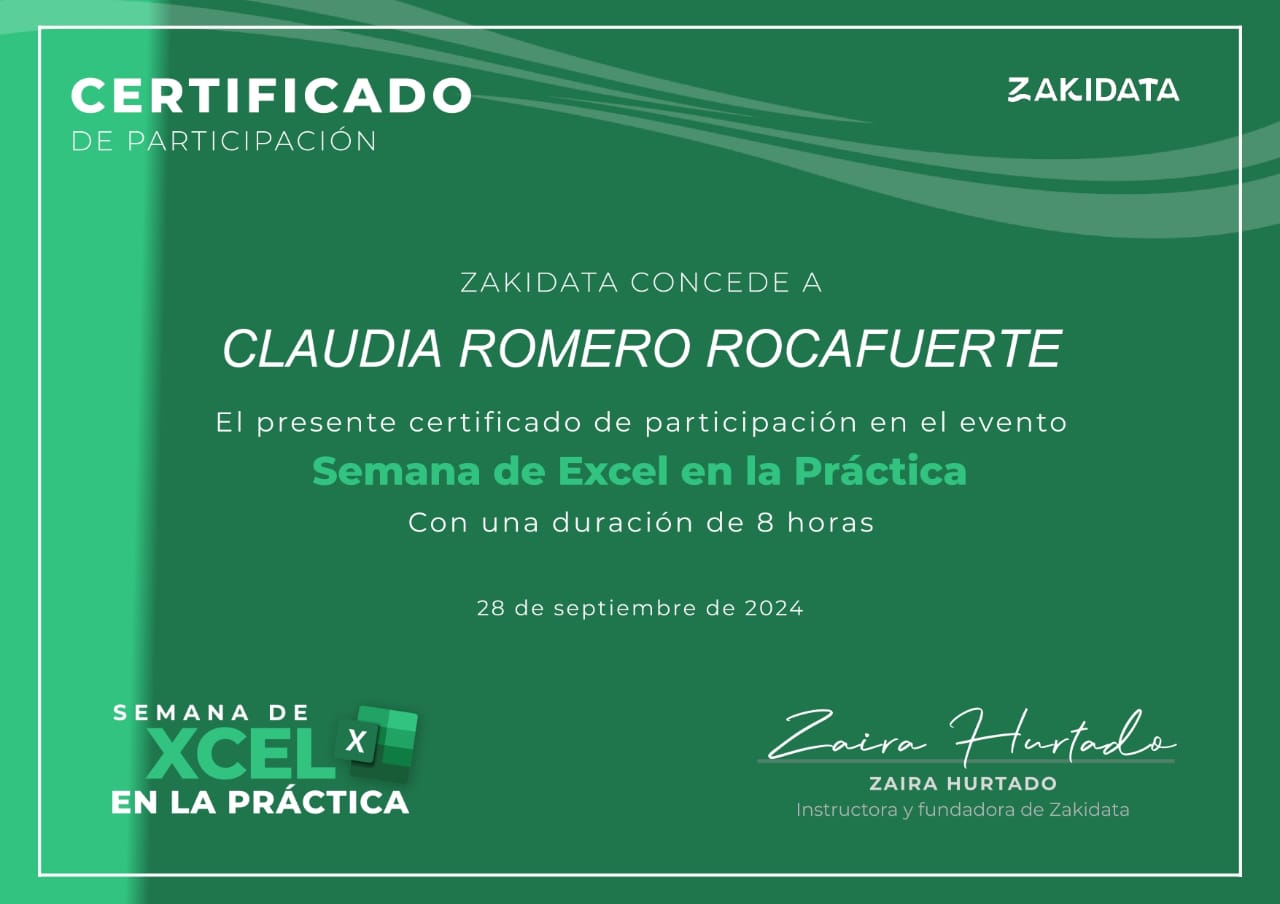 CERTIFICADO
DE PARTICIPACIÓN
ZAKIDATA
ZAKIDATA CONCEDE A
CLAUDIA ROMERO ROCAFUERTE
El presente certificado de participación en el evento
Semana de Excel en la Práctica
Con una duración de 8 horas
28 de septiembre de 2024
SEMANA DE
XCEL X
EN LA PRÁCTICA
Zaira Hurtado
ZAIRA HURTADO
Instructora y fundadora de Zakidata